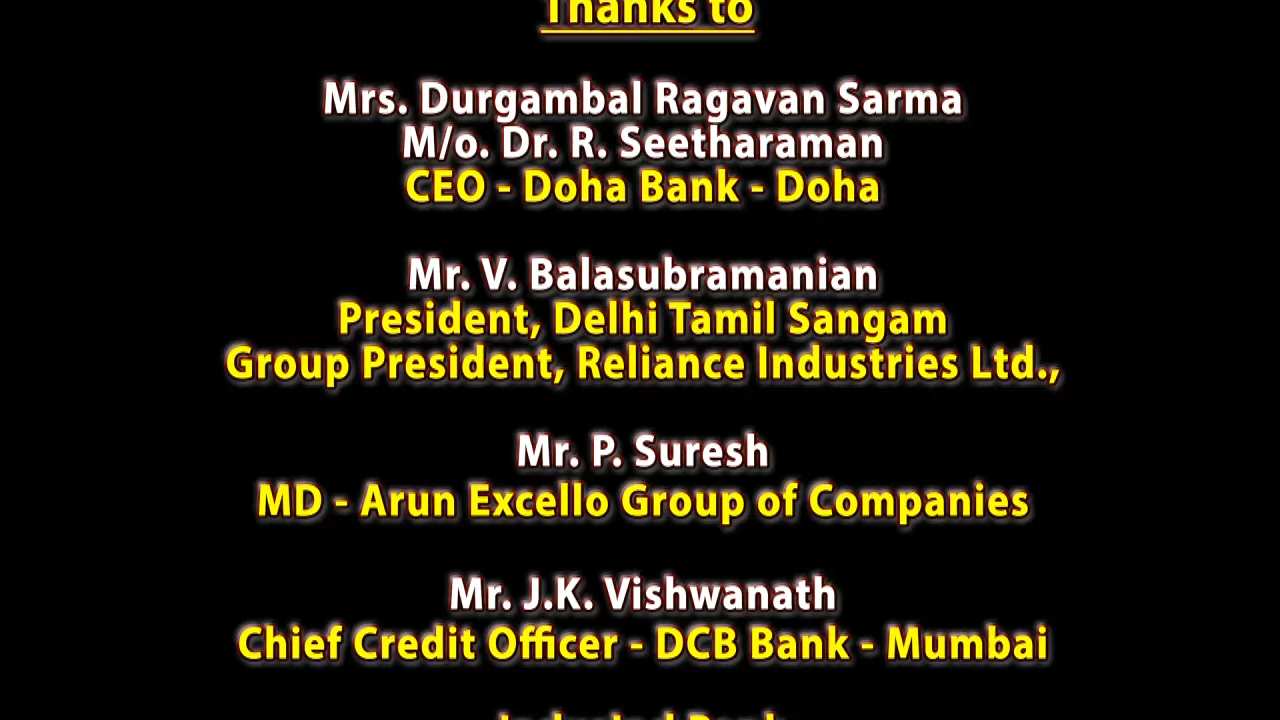 Thanks to
Mrs. Durgambal Ragavan Sarma
M/o. Dr. R. Seetharaman
CEO - Doha Bank - Doha
Mr. V. Balasubramanian
President, Delhi Tamil Sangam
Group President, Reliance Industries Ltd.,
Mr. P. Suresh
MD - Arun Excello Group of Companies
Mr. J.K. Vishwanath
Chief Credit Officer - DCB Bank - Mumbai